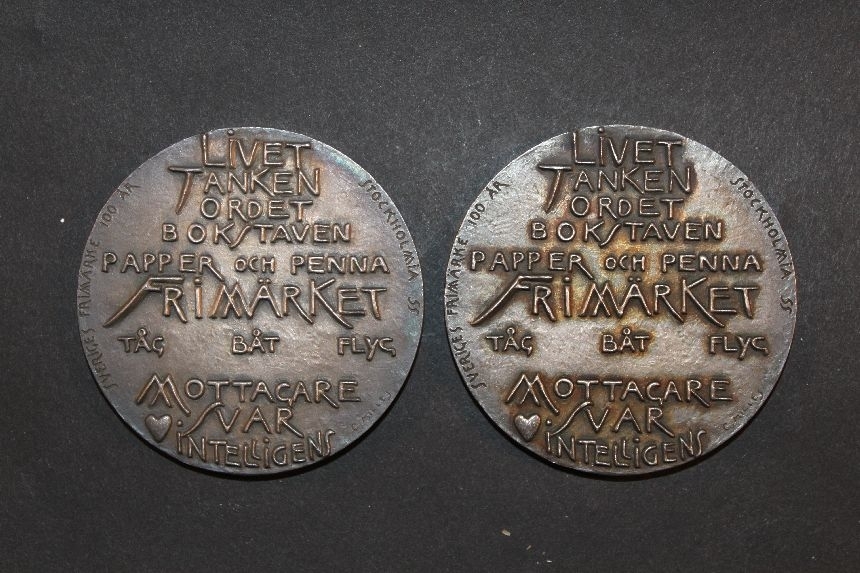 LIVET
TANKEN
ORDET
BOKSTAVEN
PAPPER OCH PENNA
FRIMÄRKET
TÅG BÅT FLYG
MOTTAGARE
SVAR
INTELLIGENS
SVERIGES FRIMÄRKE 100 ÅR
STOCKHOLMIA 55
LIVET
TANKEN
ORDET
BOKSTAVEN
PAPPER OCH PENNA
FRIMÄRKET
TÅG BÅT FLYG
MOTTAGARE
SVAR
INTELLIGENS
SVERIGES FRIMÄRKE 100 ÅR
STOCKHOLMIA 55